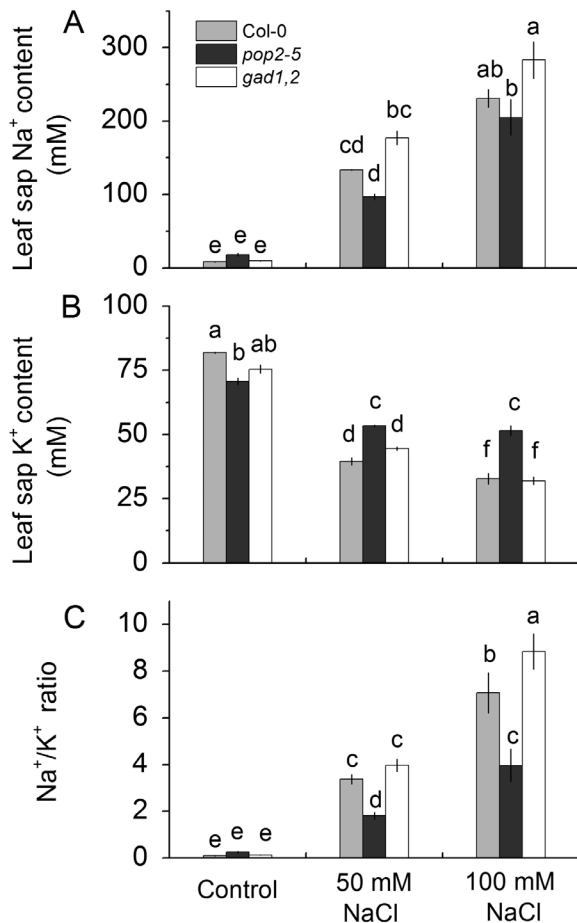 A
Col-0
pop2-5
gad1,2
Leaf sap Na⁺ content
(mM)
300
200
100
0
e e e
cd d bc
ab b a
B
Leaf sap K⁺ content
(mM)
100
75
50
25
0
a b ab
d c d
f c f
C
Na⁺/K⁺ ratio
10
8
6
4
2
0
e e e
c d c
b c a
Control
50 mM
NaCl
100 mM
NaCl